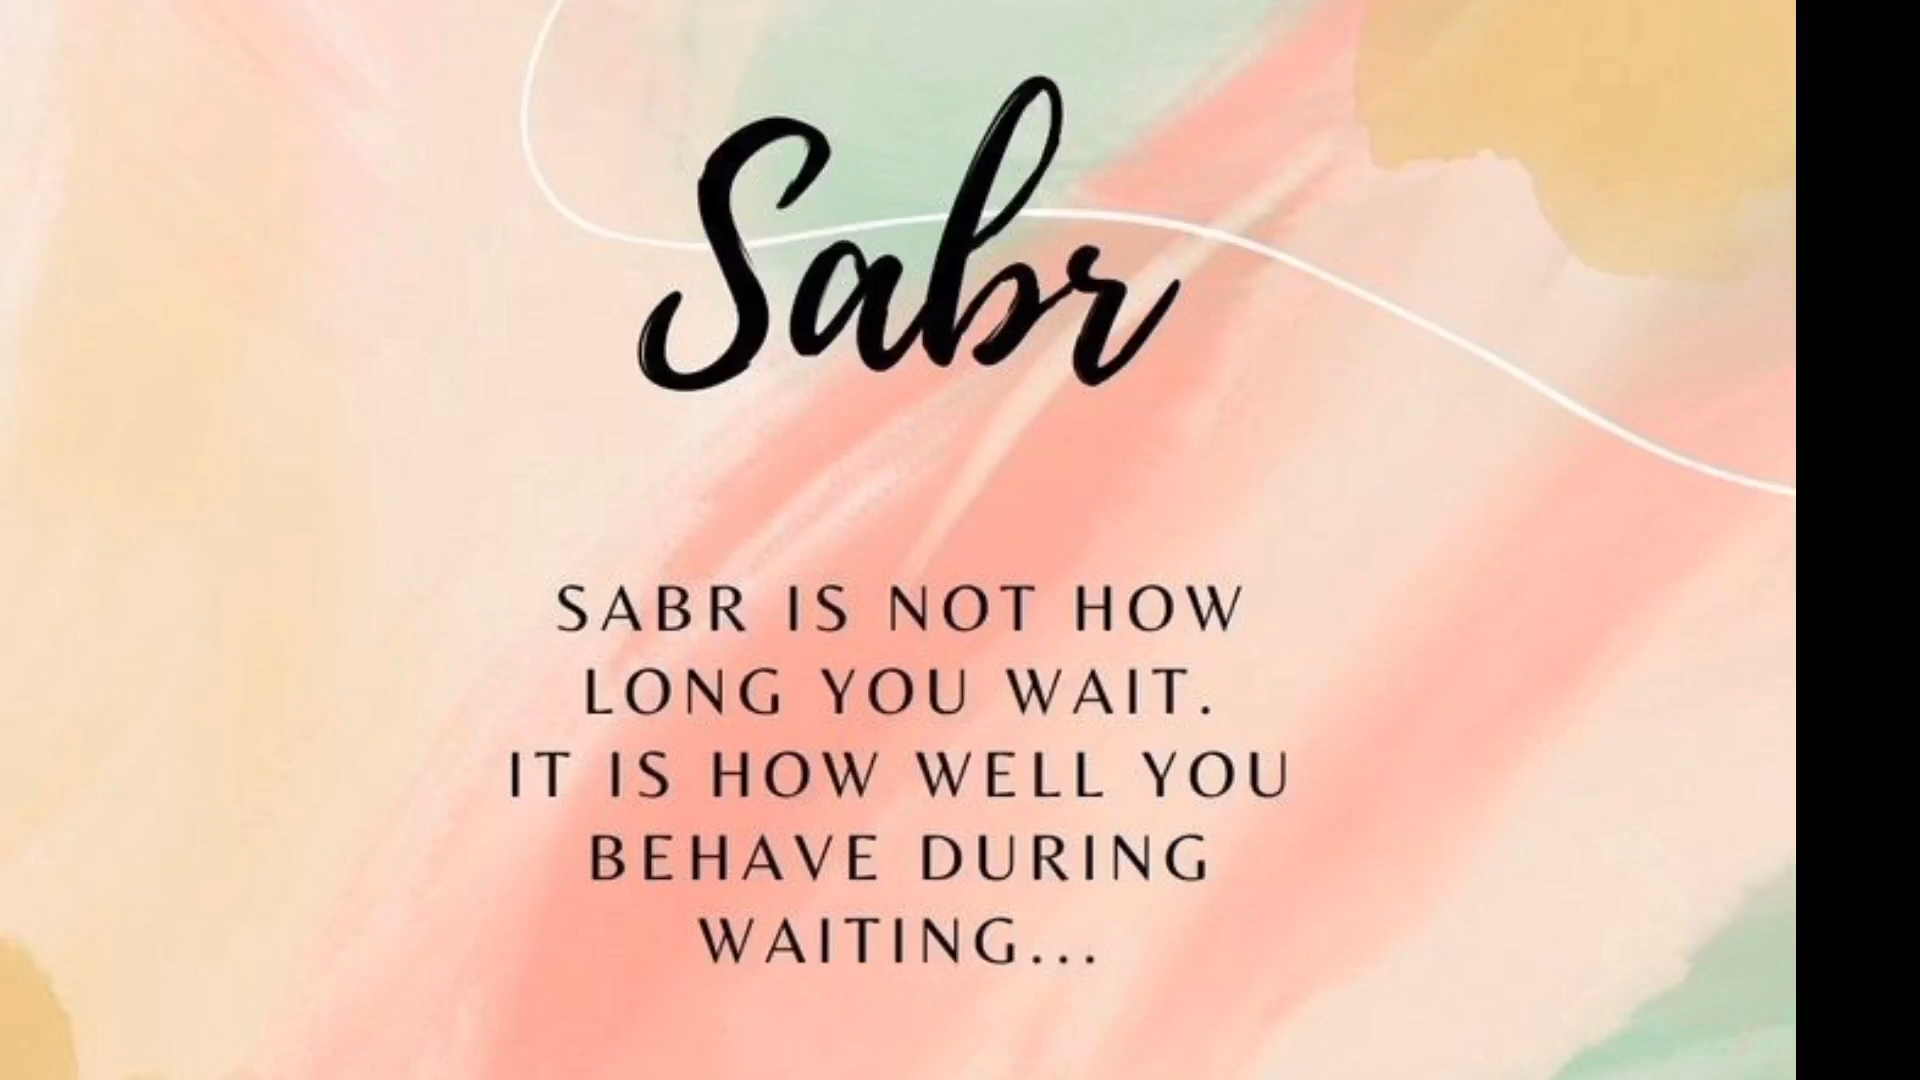 Sabr
SABR IS NOT HOW
LONG YOU WAIT.
IT IS HOW WELL YOU
BEHAVE DURING
WAITING...